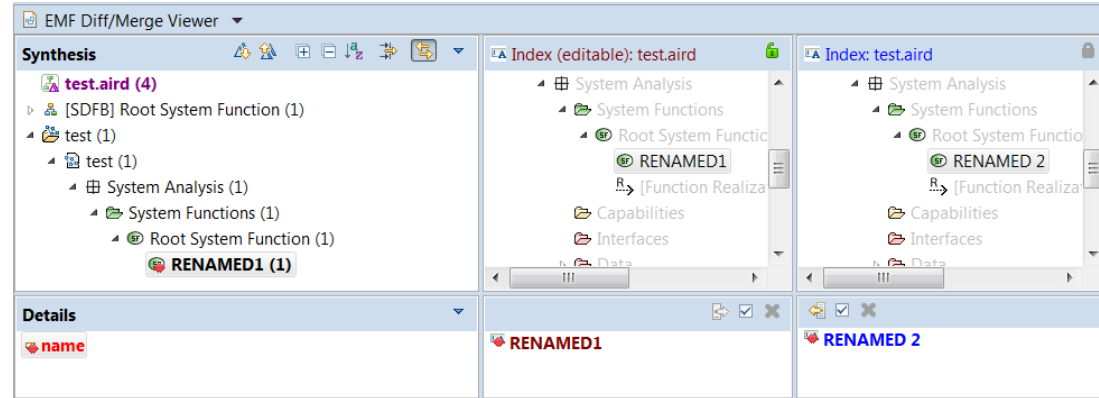 EMF Diff/Merge Viewer
Synthesis
test.aird (4)
[SDFB] Root System Function (1)
test (1)
test (1)
System Analysis (1)
System Functions (1)
Root System Function (1)
RENAMED1 (1)
Index (editable): test.aird
System Analysis
System Functions
Root System Functic
RENAMED1
[Function Realiza
Capabilities
Interfaces
Data
Index: test.aird
System Analysis
System Functions
Root System Functio
RENAMED 2
[Function Realizat
Capabilities
Interfaces
Data
Details
name
RENAMED1
RENAMED 2